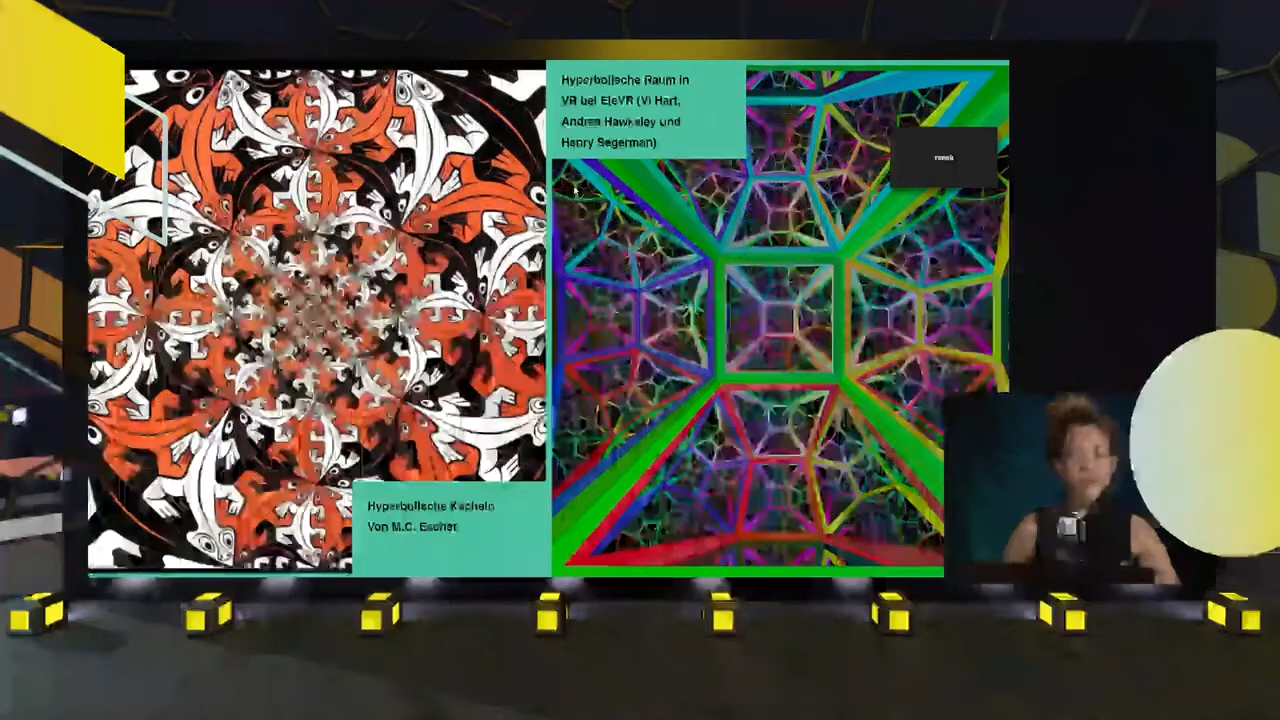 Hyperbolische Raum in
VR bei EleVR (Vi Hart,
Andrea Hawksley und
Henry Segerman)
Hyperbolische Kacheln
Von M.C. Escher